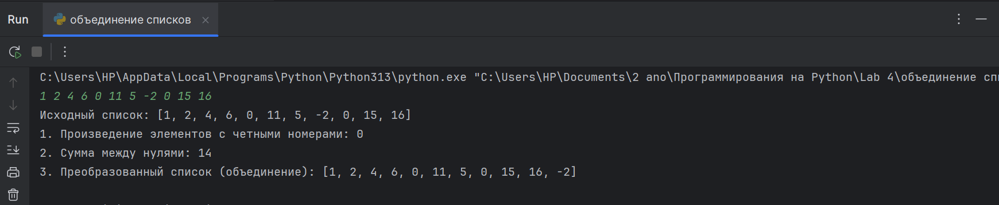 Run объединение списков
C:\Users\HP\AppData\Local\Programs\Python\Python313\python.exe "C:\Users\HP\Documents\2 ano\Программирования на Python\Lab 4\объединение
1 2 4 6 0 11 5 -2 0 15 16
Исходный список: [1, 2, 4, 6, 0, 11, 5, -2, 0, 15, 16]
1. Произведение элементов с четными номерами: 0
2. Сумма между нулями: 14
3. Преобразованный список (объединение): [1, 2, 4, 6, 0, 11, 5, 0, 15, 16, -2]